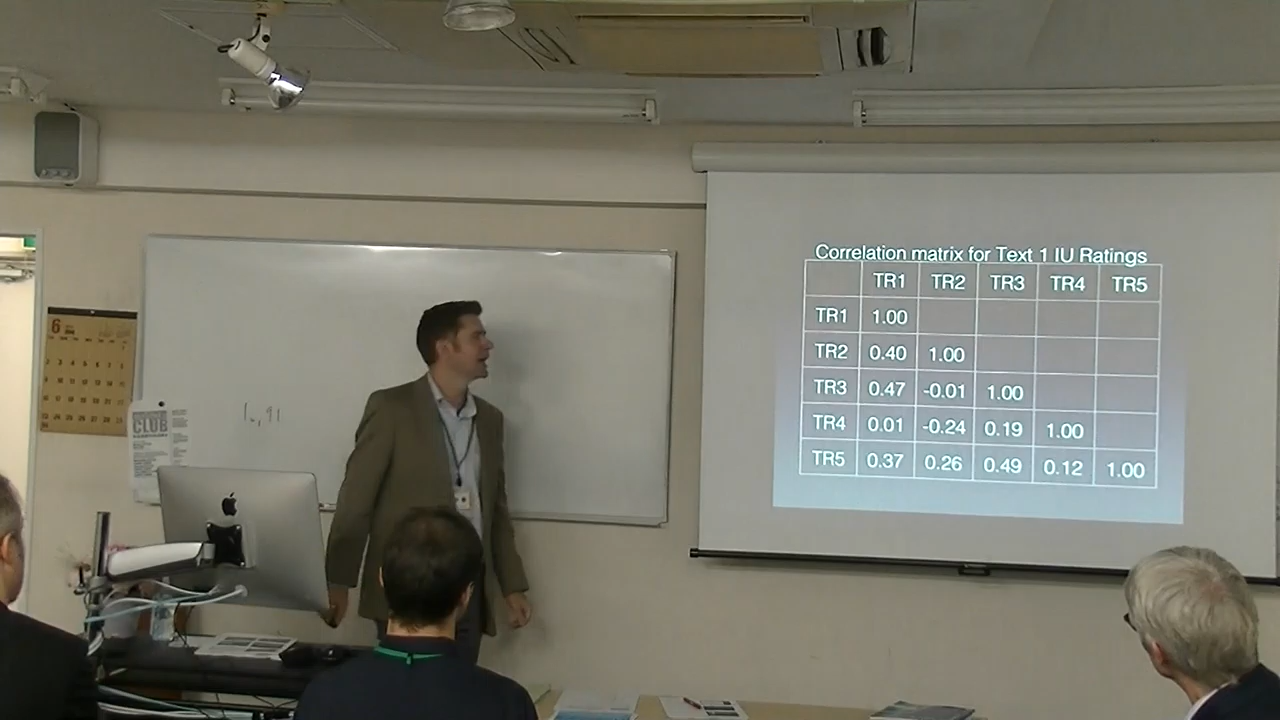 Correlation matrix for Text 1 IU Ratings
TR1 TR2 TR3 TR4 TR5
TR1 1.00
TR2 0.40 1.00
TR3 0.47 -0.01 1.00
TR4 0.01 -0.24 0.19 1.00
TR5 0.37 0.26 0.49 0.12 1.00
6
CLUB